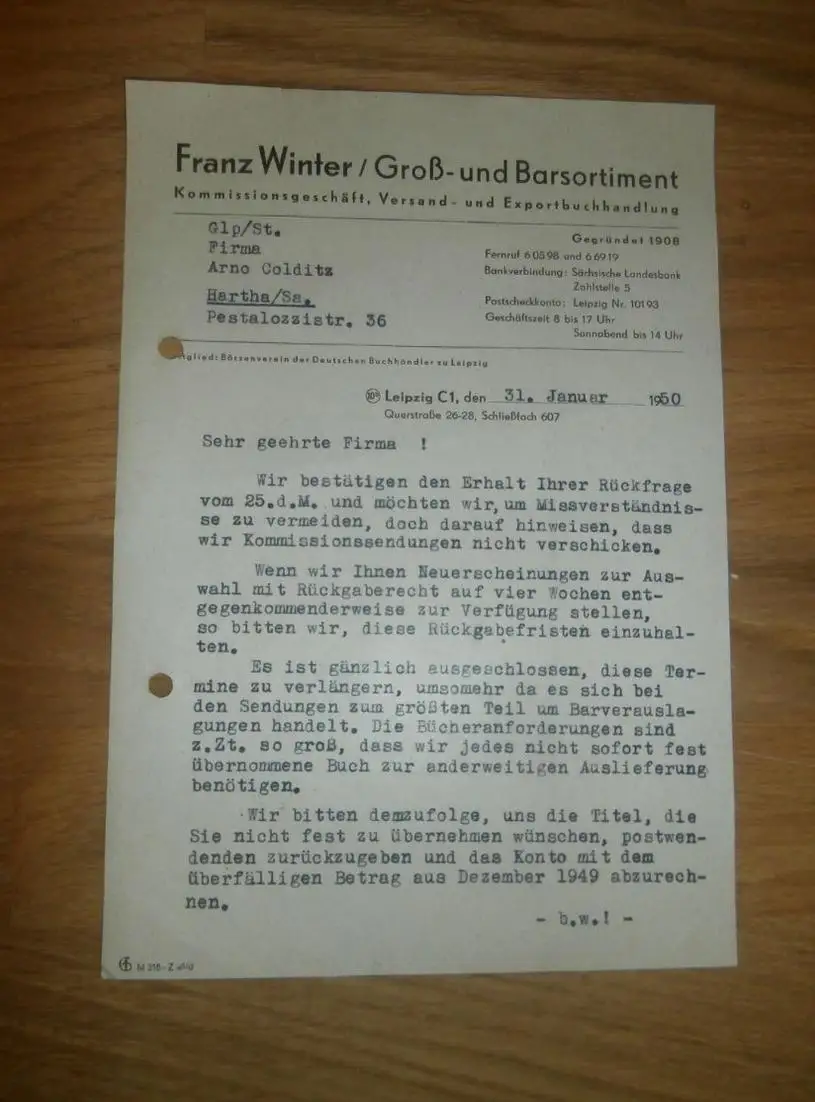 Franz Winter / Groß- und Barsortiment
Kommissionsgeschäft, Versand- und Exportbuchhandlung
Glp/St.
Firma
Arno Colditz
Hartha/Sa.
Pestalozzistr. 36
Gegründet 1908
Fernruf 6 05 98 und 6 69 19
Bankverbindung: Sächsische Landesbank
Zahlstelle 5
Postscheckkonto: Leipzig Nr. 101 93
Geschäftszeit 8 bis 17 Uhr
Sonnabend bis 14 Uhr
glied: Börsenverein der Deutschen Buchhändler zu Leipzig
Leipzig C1, den 31. Januar 1950
Querstraße 26-28, Schließfach 607
Sehr geehrte Firma !
Wir bestätigen den Erhalt Ihrer Rückfrage
vom 25.d.M. und möchten wir, um Missverständnis-
se zu vermeiden, doch darauf hinweisen, dass
wir Kommissionssendungen nicht verschicken.
Wenn wir Ihnen Neuerscheinungen zur Aus-
wahl mit Rückgaberecht auf vier Wochen ent-
gegenkommenderweise zur Verfügung stellen,
so bitten wir, diese Rückgabefristen einzuhal-
ten.
Es ist gänzlich ausgeschlossen, diese Ter-
mine zu verlängern, umsomehr da es sich bei
den Sendungen zum größten Teil um Barverausla-
gungen handelt. Die Bücheranforderungen sind
z.Zt. so groß, dass wir jedes nicht sofort fest
übernommene Buch zur anderweitigen Auslieferung
benötigen.
Wir bitten demzufolge, uns die Titel, die
Sie nicht fest zu übernehmen wünschen, postwen-
denden zurückzugeben und das Konto mit dem
überfälligen Betrag aus Dezember 1949 abzurech-
nen.
- b.w.! -